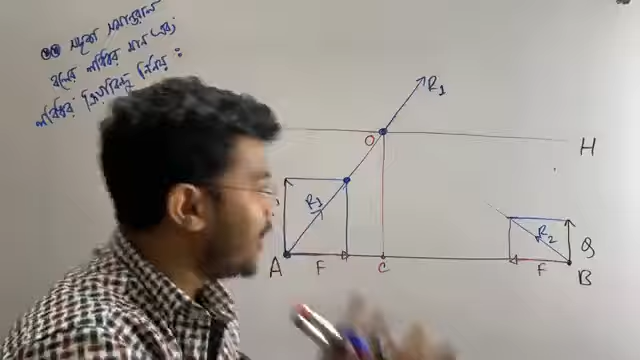 সদৃশ সমান্তরাল
বলের লব্ধির মান এবং
লব্ধির ক্রিয়াবিন্দু নির্ণয় :
R₁
O
H
R₁
R₂
Q
A
F
C
F
B